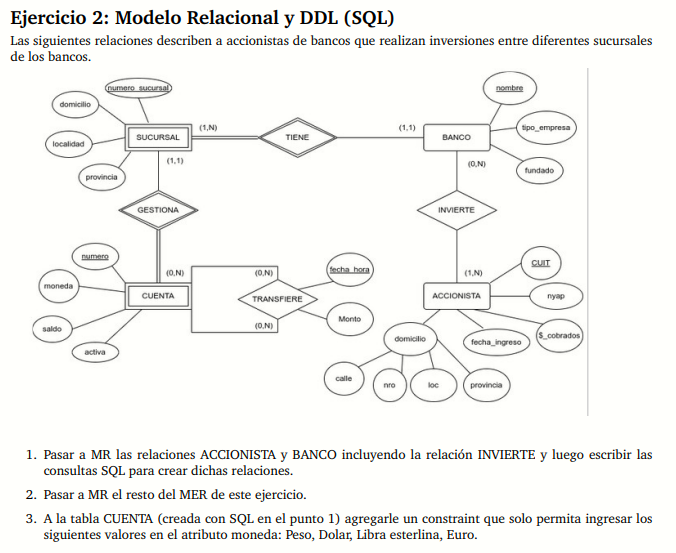 Ejercicio 2: Modelo Relacional y DDL (SQL)
Las siguientes relaciones describen a accionistas de bancos que realizan inversiones entre diferentes sucursales
de los bancos.
numero_sucursal
nombre
domicilio
(1,N)
(1,1)
tipo_empresa
SUCURSAL
TIENE
BANCO
localidad
(1,1)
(0,N)
fundado
provincia
GESTIONA
INVIERTE
numero
CUIT
(0,N)
(0,N)
fecha_hora
(1,N)
moneda
CUENTA
TRANSFIERE
ACCIONISTA
nyap
saldo
(0,N)
Monto
$_cobrados
domicilio
fecha_ingreso
activa
calle
nro
loc
provincia
1. Pasar a MR las relaciones ACCIONISTA y BANCO incluyendo la relación INVIERTE y luego escribir las
consultas SQL para crear dichas relaciones.
2. Pasar a MR el resto del MER de este ejercicio.
3. A la tabla CUENTA (creada con SQL en el punto 1) agregarle un constraint que solo permita ingresar los
siguientes valores en el atributo moneda: Peso, Dolar, Libra esterlina, Euro.